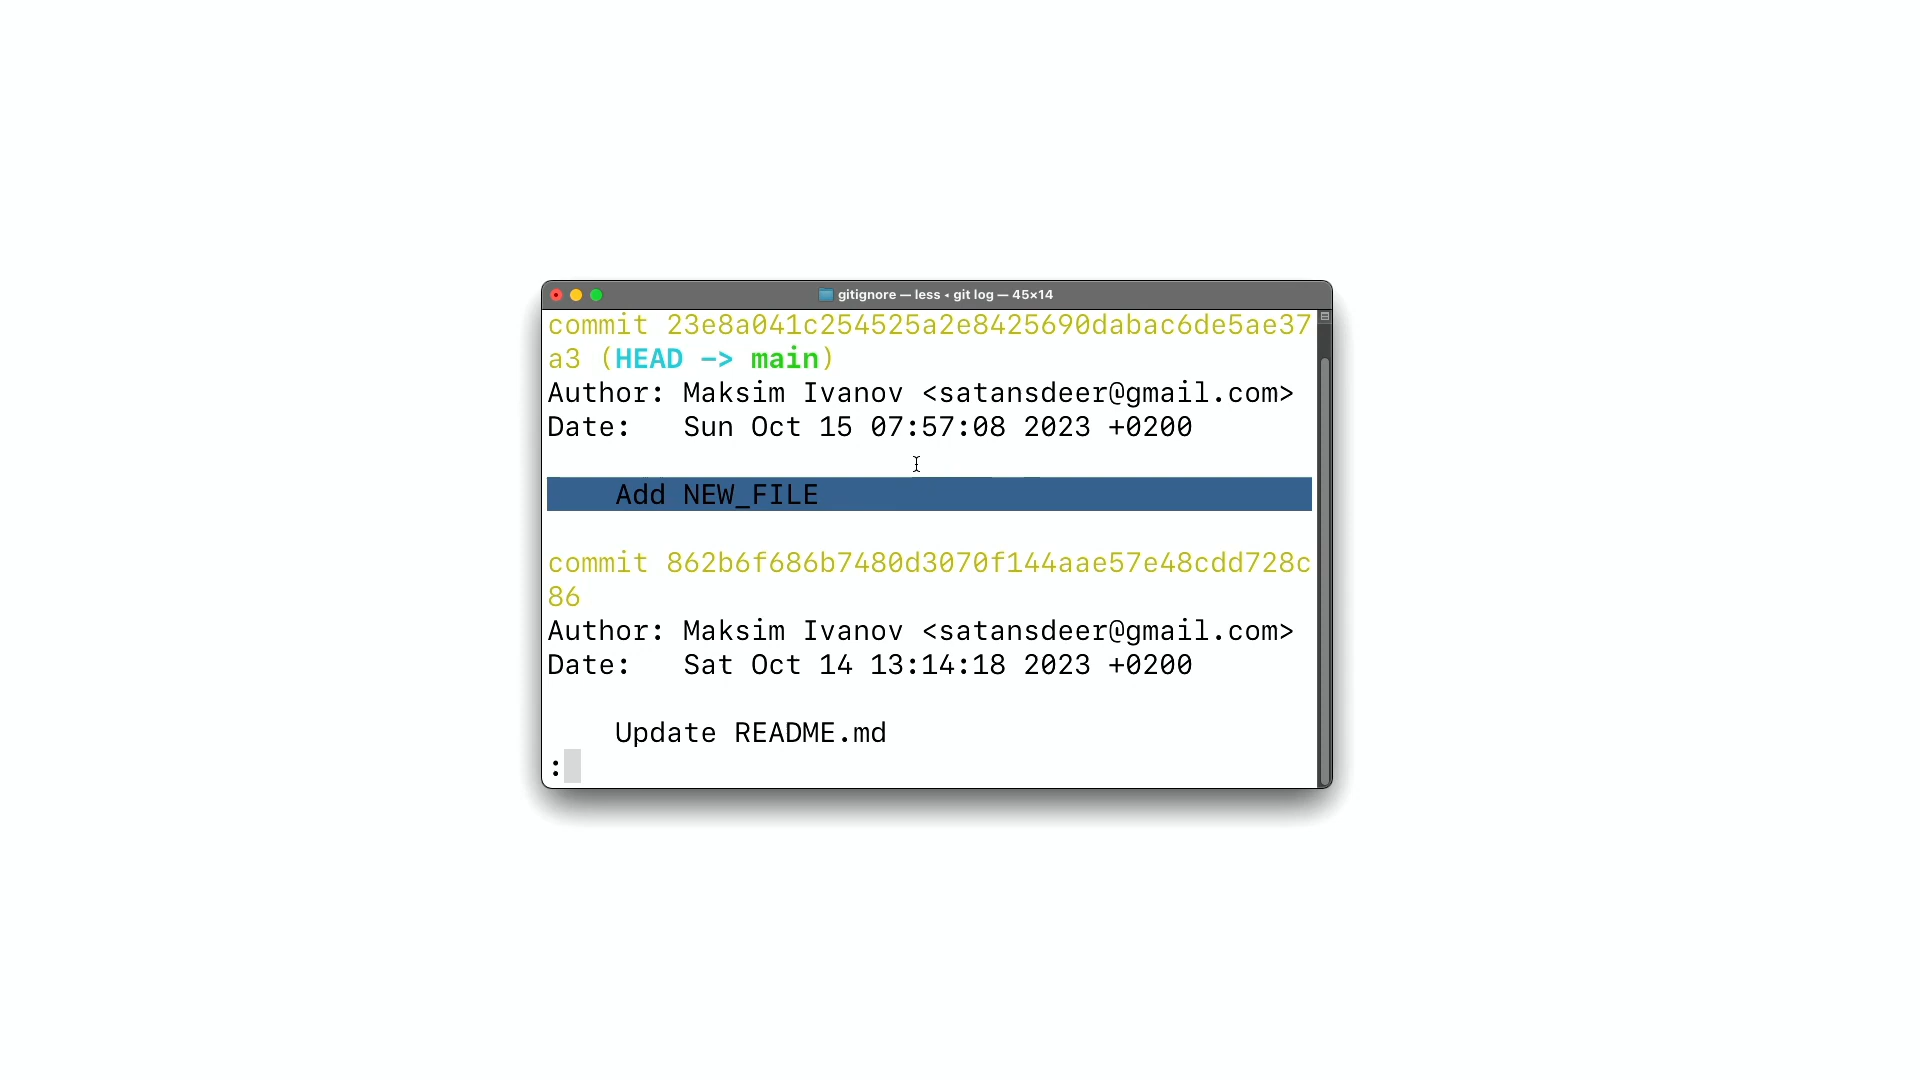 gitignore — less ◂ git log — 45×14
commit 23e8a041c254525a2e8425690dabac6de5ae37
a3 (HEAD -> main)
Author: Maksim Ivanov <satansdeer@gmail.com>
Date:   Sun Oct 15 07:57:08 2023 +0200
Add NEW_FILE
commit 862b6f686b7480d3070f144aae57e48cdd728c
86
Author: Maksim Ivanov <satansdeer@gmail.com>
Date:   Sat Oct 14 13:14:18 2023 +0200
Update README.md
: